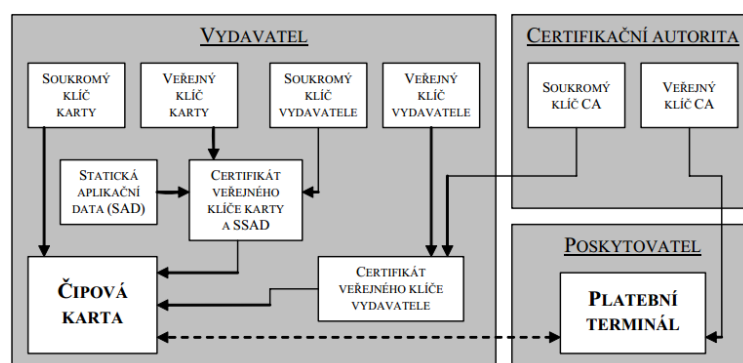 VYDAVATEL
SOUKROMÝ
KLÍČ
KARTY
VEŘEJNÝ
KLÍČ
KARTY
SOUKROMÝ
KLÍČ
VYDAVATELE
VEŘEJNÝ
KLÍČ
VYDAVATELE
STATICKÁ
APLIKAČNÍ
DATA (SAD)
CERTIFIKÁT
VEŘEJNÉHO
KLÍČE KARTY
A SSAD
ČIPOVÁ
KARTA
CERTIFIKÁT
VEŘEJNÉHO KLÍČE
VYDAVATELE
CERTIFIKAČNÍ AUTORITA
SOUKROMÝ
KLÍČ CA
VEŘEJNÝ
KLÍČ CA
POSKYTOVATEL
PLATEBNÍ
TERMINÁL